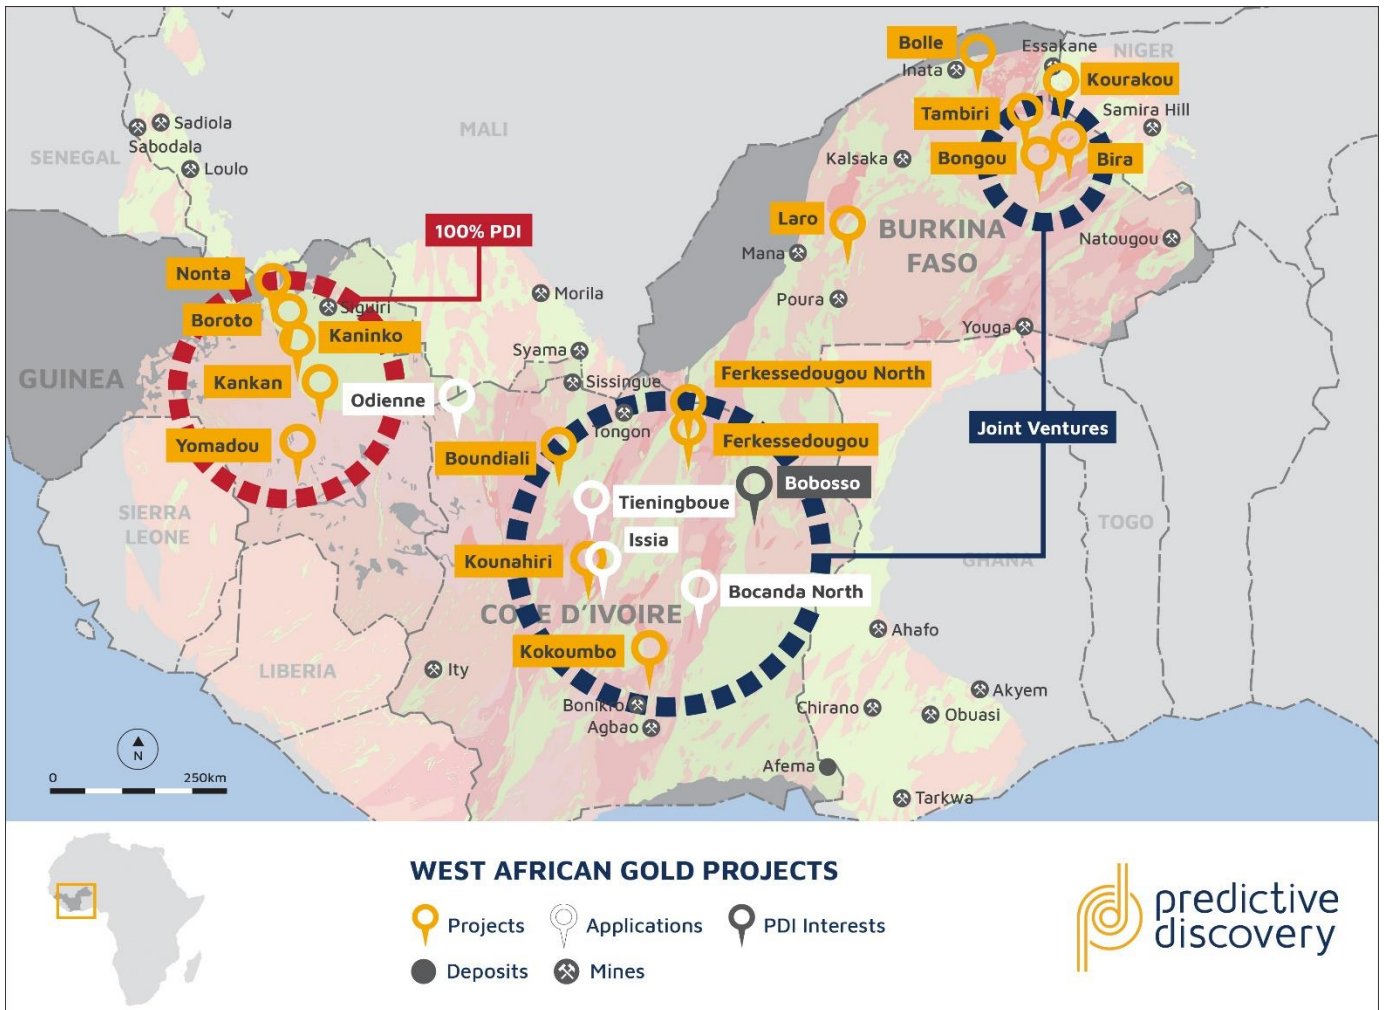 Bolle
Inata
Essakane
NIGER
Kourakou
Tambiri
Samira Hill
Sadiola
Sabodala
MALI
SENEGAL
Loulo
Kalsaka
Bongou
Bira
Laro
BURKINA
FASO
100% PDI
Mana
Natougou
Nonta
Siguiri
Morila
Poura
Boroto
Kaninko
Youga
Syama
GUINEA
Kankan
Sissingue
Ferkessedougou North
Odienne
Tongon
Joint Ventures
Yomadou
Boundiali
Ferkessedougou
Bobosso
Tieningboue
SIERRA
LEONE
TOGO
Issia
Kounahiri
GHANA
Bocanda North
COTE D'IVOIRE
Ahafo
Kokoumbo
LIBERIA
Ity
Akyem
Bonikro
Chirano
Obuasi
Agbao
Afema
Tarkwa
N
0 250km
WEST AFRICAN GOLD PROJECTS
Projects
Applications
PDI Interests
Deposits
Mines
predictive
discovery